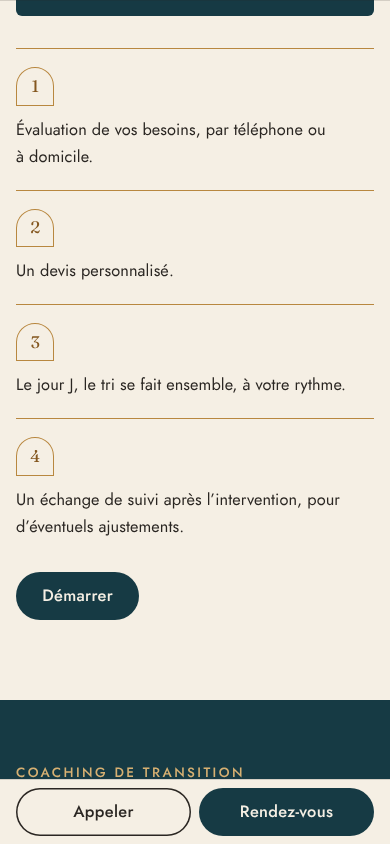 1
Évaluation de vos besoins, par téléphone ou
à domicile.
2
Un devis personnalisé.
3
Le jour J, le tri se fait ensemble, à votre rythme.
4
Un échange de suivi après l’intervention, pour
d’éventuels ajustements.
Démarrer
COACHING DE TRANSITION
Appeler
Rendez-vous